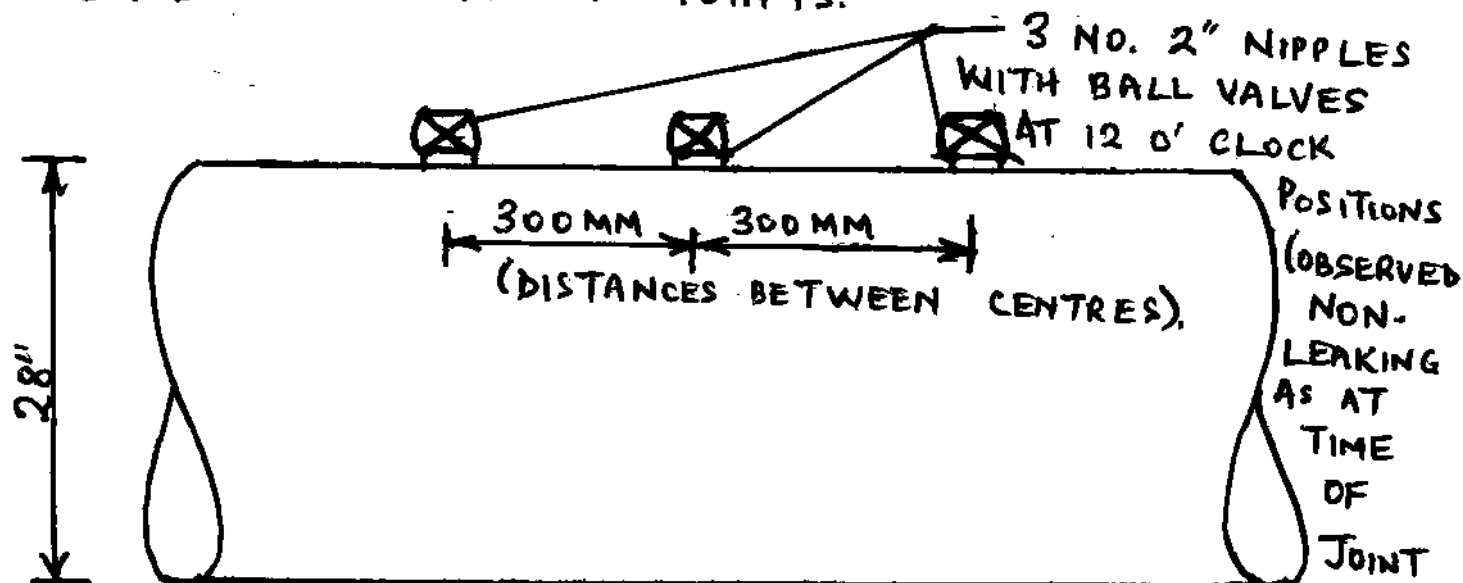 3 NO. 2" NIPPLES
WITH BALL VALVES
AT 12 O' CLOCK
POSITIONS
(OBSERVED
NON-
LEAKING
AS AT
TIME
OF
JOINT
300MM 300MM
(DISTANCES BETWEEN CENTRES).
28"